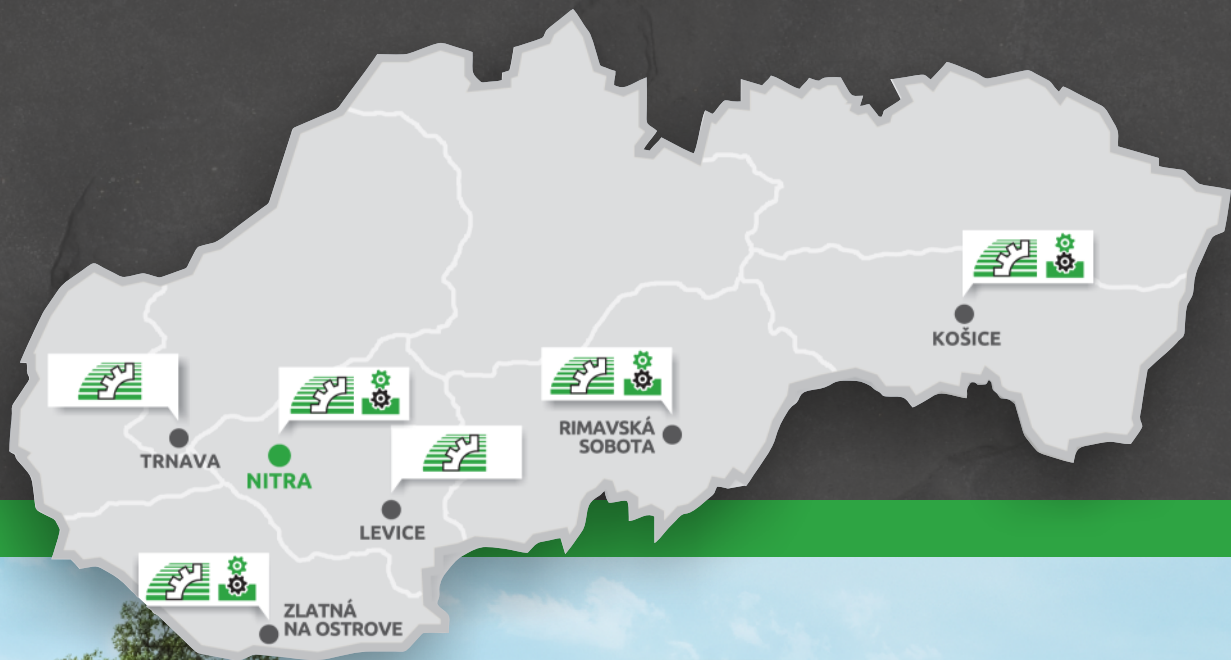 KOŠICE
RIMAVSKÁ
SOBOTA
TRNAVA
NITRA
LEVICE
ZLATNÁ
NA OSTROVE